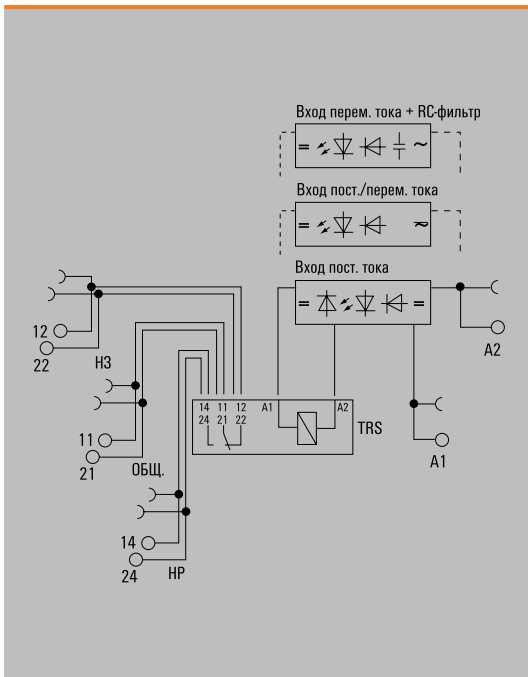 Вход перем. тока + RC-фильтр
= ~
Вход пост./перем. тока
=
Вход пост. тока
= =
12
22
НЗ
A2
14 11 12 A1 A2
24 21 22
TRS
11
21
ОБЩ.
A1
14
24
НР